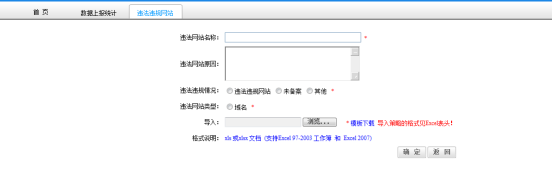 首 页 数据上报统计 违法违规网站
违法网站名称： *
违法网站原因：
违法违规情况： 违法违规网站 未备案 其他 *
违法网站类型： 域名 *
导入： 浏览... * 模板下载 导入策略的格式见Excel表头！
格式说明： xls 或xlsx 文档 (支持Excel 97-2003 工作簿 和 Excel 2007)
确 定 返 回